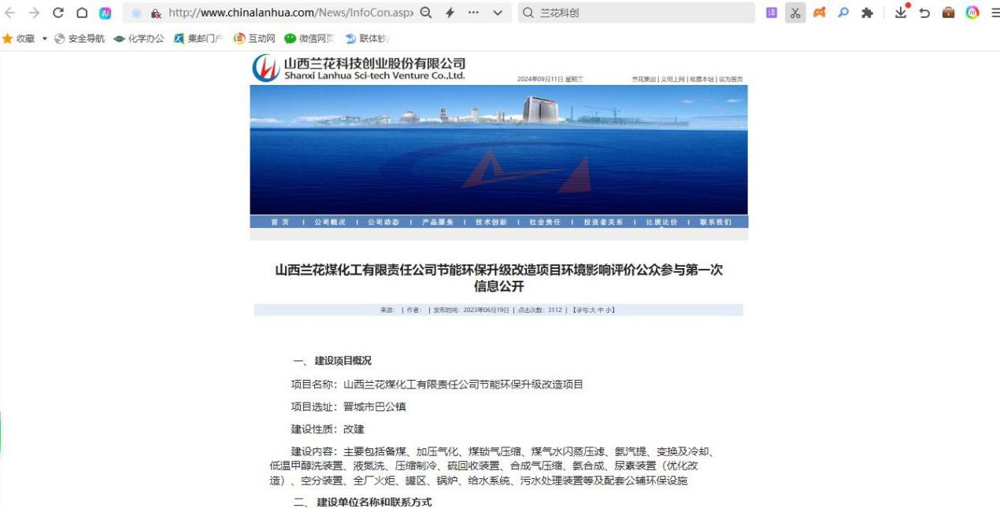 http://www.chinalanhua.com/News/InfoCon.aspx
兰花科创
收藏 安全导航 化学办公 集邮门户 互动网 微信网页 联体钞
山西兰花科技创业股份有限公司
Shanxi Lanhua Sci-tech Venture Co.,Ltd.
2024年09月11日 星期三 兰花集团 | 文明上网 | 收藏本站 | 设为首页
首 页 | 公司概况 | 公司动态 | 产品服务 | 技术创新 | 社会责任 | 投资者关系 | 比质比价 | 联系我们
山西兰花煤化工有限责任公司节能环保升级改造项目环境影响评价公众参与第一次
信息公开
来源: | 作者: | 发布时间: 2023年06月19日 | 点击次数: 3112 | 【字号:大 中 小】
一、 建设项目概况
项目名称：山西兰花煤化工有限责任公司节能环保升级改造项目
项目选址：晋城市巴公镇
建设性质：改建
建设内容：主要包括备煤、加压气化、煤锁气压缩、煤气水闪蒸压滤、氨汽提、变换及冷却、
低温甲醇洗装置、液氮洗、压缩制冷、硫回收装置、合成气压缩、氨合成、尿素装置（优化改
造）、空分装置、全厂火炬、罐区、锅炉、给水系统、污水处理装置等及配套公辅环保设施
二、 建设单位名称和联系方式